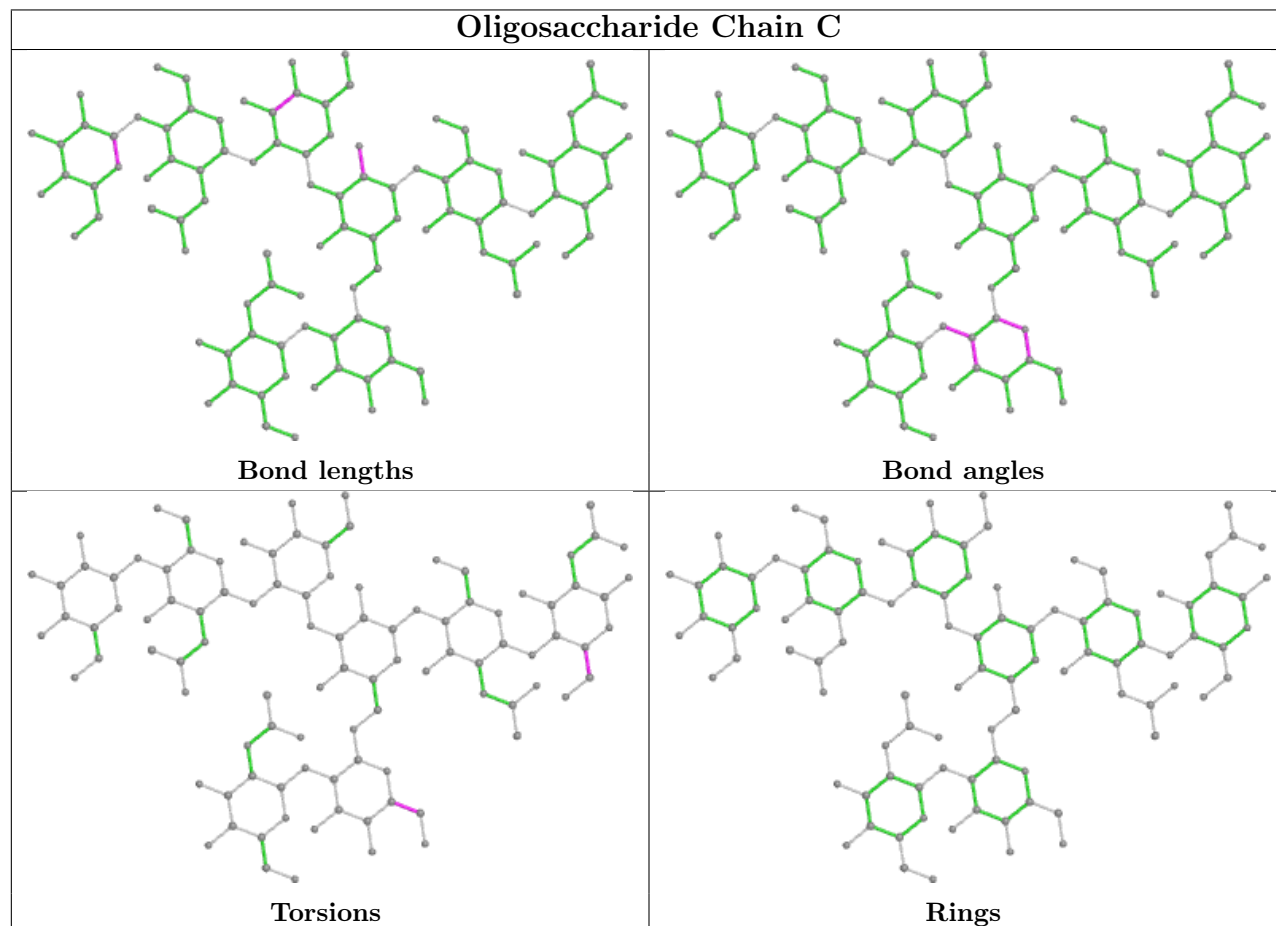 Oligosaccharide Chain C
Bond lengths
Bond angles
Torsions
Rings